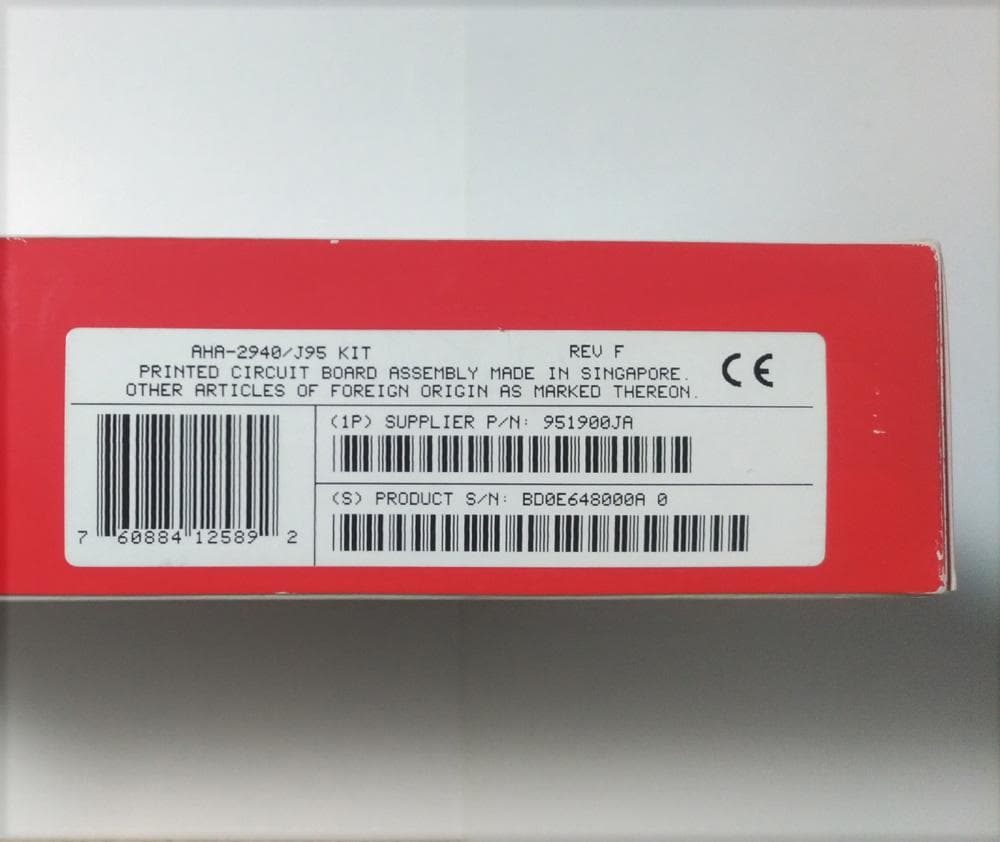 AHA-2940/J95 KIT REV F
PRINTED CIRCUIT BOARD ASSEMBLY MADE IN SINGAPORE.
OTHER ARTICLES OF FOREIGN ORIGIN AS MARKED THEREON.
CE
(1P) SUPPLIER P/N: 951900JA
(S) PRODUCT S/N: BD0E648000A 0
7 60884 12589 2